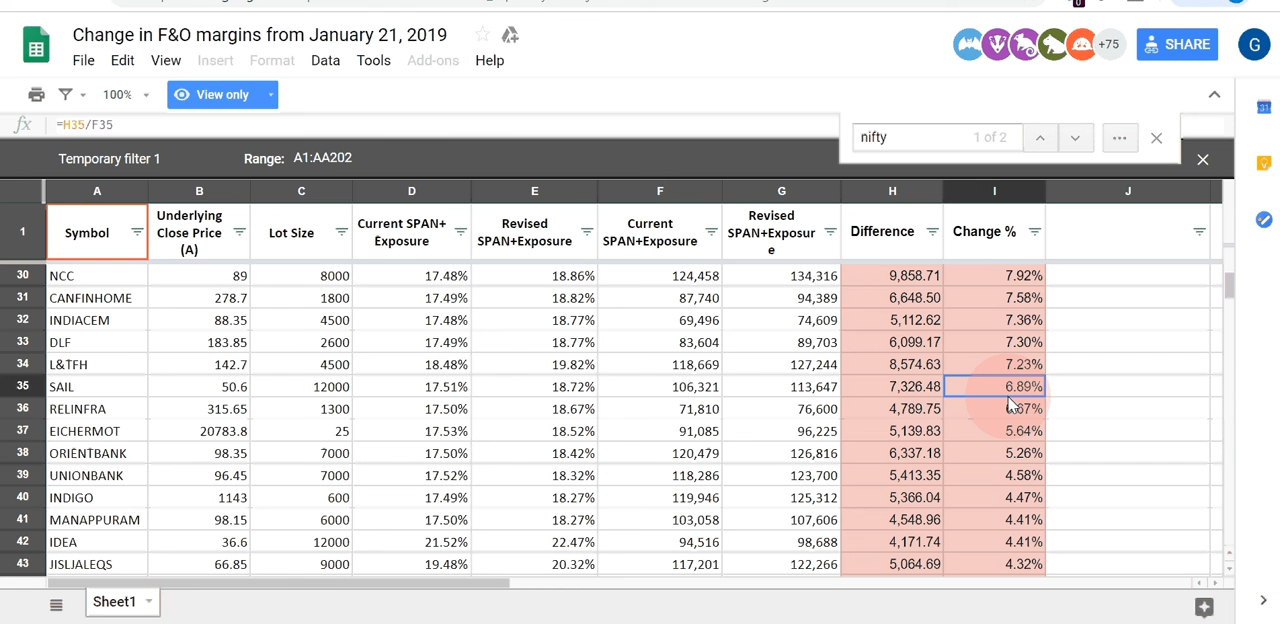 Change in F&O margins from January 21, 2019
File Edit View Insert Format Data Tools Add-ons Help
+75 SHARE G
100% View only
nifty 1 of 2
fx =H35/F35
Temporary filter 1 Range: A1:AA202
A B C D E F G H I J
1 Symbol Underlying Close Price (A) Lot Size Current SPAN+ Exposure Revised SPAN+Exposure Current SPAN+Exposure Revised SPAN+Exposure Difference Change %
30 NCC 89 8000 17.48% 18.86% 124,458 134,316 9,858.71 7.92%
31 CANFINHOME 278.7 1800 17.49% 18.82% 87,740 94,389 6,648.50 7.58%
32 INDIACEM 88.35 4500 17.48% 18.77% 69,496 74,609 5,112.62 7.36%
33 DLF 183.85 2600 17.49% 18.77% 83,604 89,703 6,099.17 7.30%
34 L&TFH 142.7 4500 18.48% 19.82% 118,669 127,244 8,574.63 7.23%
35 SAIL 50.6 12000 17.51% 18.72% 106,321 113,647 7,326.48 6.89%
36 RELINFRA 315.65 1300 17.50% 18.67% 71,810 76,600 4,789.75
37 EICHERMOT 20783.8 25 17.53% 18.52% 91,085 96,225 5,139.83 5.64%
38 ORIENTBANK 98.35 7000 17.50% 18.42% 120,479 126,816 6,337.18 5.26%
39 UNIONBANK 96.45 7000 17.52% 18.32% 118,286 123,700 5,413.35 4.58%
40 INDIGO 1143 600 17.49% 18.27% 119,946 125,312 5,366.04 4.47%
41 MANAPPURAM 98.15 6000 17.50% 18.27% 103,058 107,606 4,548.96 4.41%
42 IDEA 36.6 12000 21.52% 22.47% 94,516 98,688 4,171.74 4.41%
43 JISLJALEQS 66.85 9000 19.48% 20.32% 117,201 122,266 5,064.69 4.32%
Sheet1